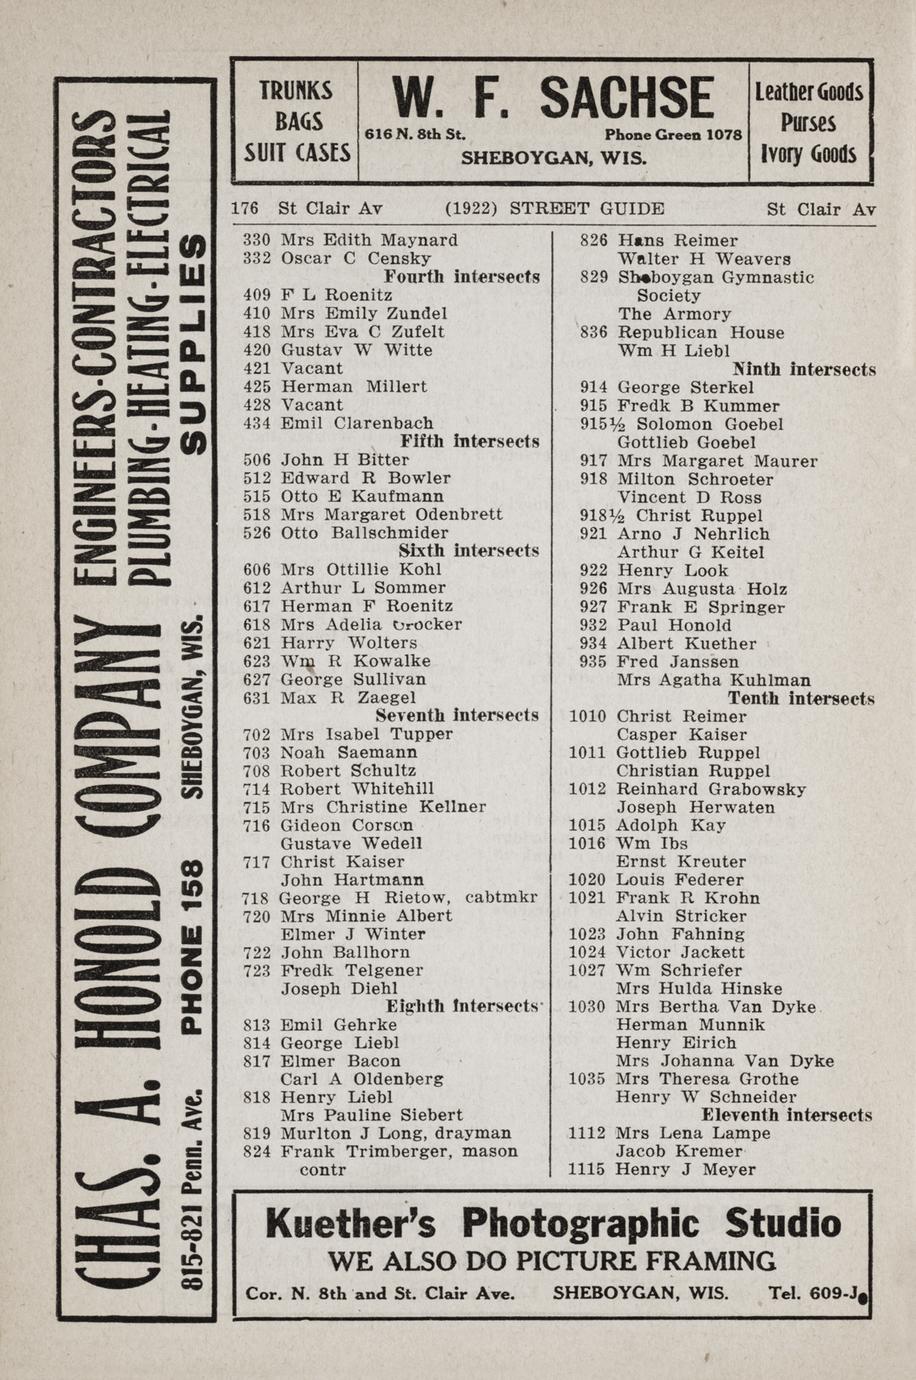 CHAS. A. HONOLD COMPANY ENGINEERS-CONTRACTORS
PLUMBING-HEATING-ELECTRICAL
815-821 Penn. Ave. PHONE 158 SHEBOYGAN, WIS. SUPPLIES
TRUNKS
BAGS
SUIT CASES
W. F. SACHSE
616 N. 8th St. Phone Green 1078
SHEBOYGAN, WIS.
Leather Goods
Purses
Ivory Goods
176 St Clair Av (1922) STREET GUIDE St Clair Av
330 Mrs Edith Maynard
332 Oscar C Censky
Fourth intersects
409 F L Roenitz
410 Mrs Emily Zundel
418 Mrs Eva C Zufelt
420 Gustav W Witte
421 Vacant
425 Herman Millert
428 Vacant
434 Emil Clarenbach
Fifth intersects
506 John H Bitter
512 Edward R Bowler
515 Otto E Kaufmann
518 Mrs Margaret Odenbrett
526 Otto Ballschmider
Sixth intersects
606 Mrs Ottillie Kohl
612 Arthur L Sommer
617 Herman F Roenitz
618 Mrs Adelia Crocker
621 Harry Wolters
623 Wm R Kowalke
627 George Sullivan
631 Max R Zaegel
Seventh intersects
702 Mrs Isabel Tupper
703 Noah Saemann
708 Robert Schultz
714 Robert Whitehill
715 Mrs Christine Kellner
716 Gideon Corson
Gustave Wedell
717 Christ Kaiser
John Hartmann
718 George H Rietow, cabtmkr
720 Mrs Minnie Albert
Elmer J Winter
722 John Ballhorn
723 Fredk Telgener
Joseph Diehl
Eighth intersects
813 Emil Gehrke
814 George Liebl
817 Elmer Bacon
Carl A Oldenberg
818 Henry Liebl
Mrs Pauline Siebert
819 Murlton J Long, drayman
824 Frank Trimberger, mason
contr
826 Hans Reimer
Walter H Weavers
829 Sheboygan Gymnastic
Society
The Armory
836 Republican House
Wm H Liebl
Ninth intersects
914 George Sterkel
915 Fredk B Kummer
915½ Solomon Goebel
Gottlieb Goebel
917 Mrs Margaret Maurer
918 Milton Schroeter
Vincent D Ross
918½ Christ Ruppel
921 Arno J Nehrlich
Arthur G Keitel
922 Henry Look
926 Mrs Augusta Holz
927 Frank E Springer
932 Paul Honold
934 Albert Kuether
935 Fred Janssen
Mrs Agatha Kuhlman
Tenth intersects
1010 Christ Reimer
Casper Kaiser
1011 Gottlieb Ruppel
Christian Ruppel
1012 Reinhard Grabowsky
Joseph Herwaten
1015 Adolph Kay
1016 Wm Ibs
Ernst Kreuter
1020 Louis Federer
1021 Frank R Krohn
Alvin Stricker
1023 John Fahning
1024 Victor Jackett
1027 Wm Schriefer
Mrs Hulda Hinske
1030 Mrs Bertha Van Dyke
Herman Munnik
Henry Eirich
Mrs Johanna Van Dyke
1035 Mrs Theresa Grothe
Henry W Schneider
Eleventh intersects
1112 Mrs Lena Lampe
Jacob Kremer
1115 Henry J Meyer
Kuether's Photographic Studio
WE ALSO DO PICTURE FRAMING
Cor. N. 8th and St. Clair Ave. SHEBOYGAN, WIS. Tel. 609-J.